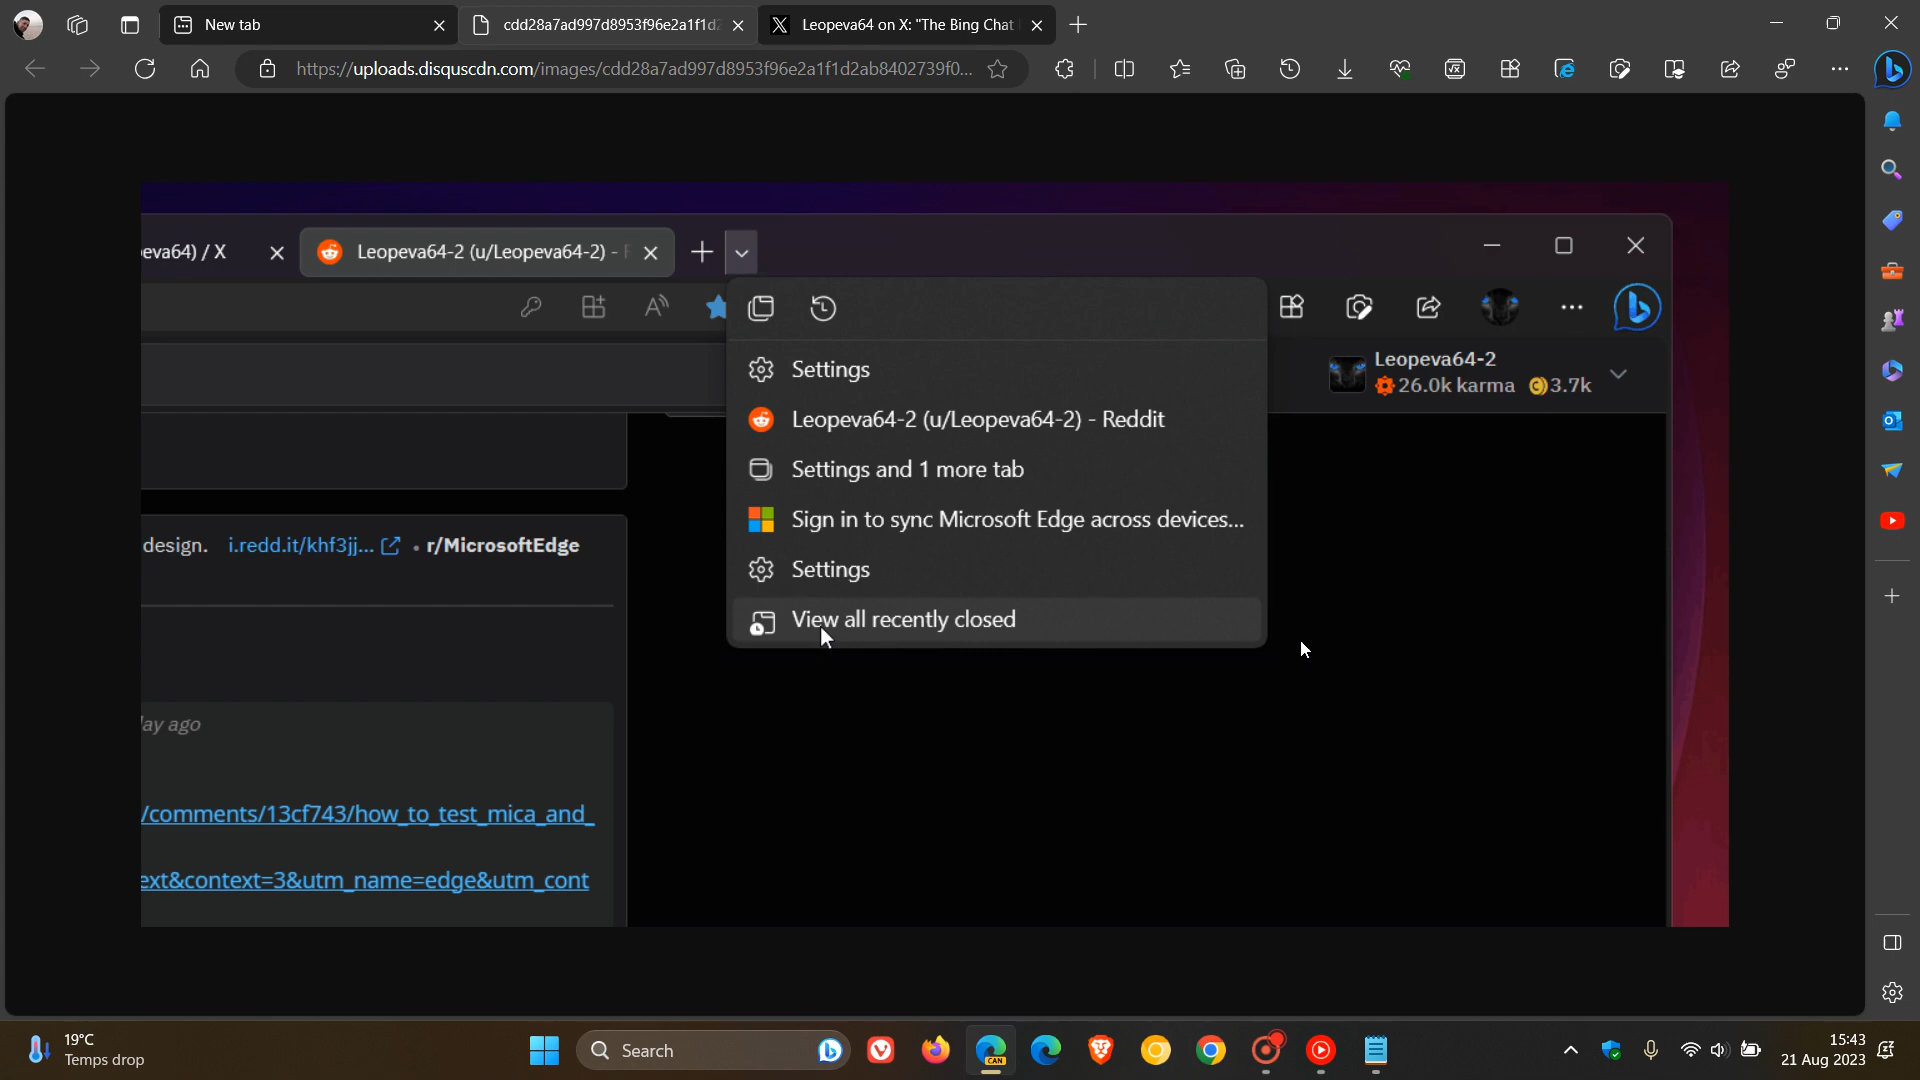 New tab
cdd28a7ad997d8953f96e2a1f1d2
Leopeva64 on X: "The Bing Chat
https://uploads.disquscdn.com/images/cdd28a7ad997d8953f96e2a1f1d2ab8402739f0...
eva64) / X
Leopeva64-2 (u/Leopeva64-2) -
Settings
Leopeva64-2
26.0k karma 3.7k
Leopeva64-2 (u/Leopeva64-2) - Reddit
Settings and 1 more tab
Sign in to sync Microsoft Edge across devices...
design. i.redd.it/khf3jj... • r/MicrosoftEdge
Settings
View all recently closed
ay ago
/comments/13cf743/how_to_test_mica_and_
ext&context=3&utm_name=edge&utm_cont
19°C
Temps drop
Search
CAN
15:43
21 Aug 2023